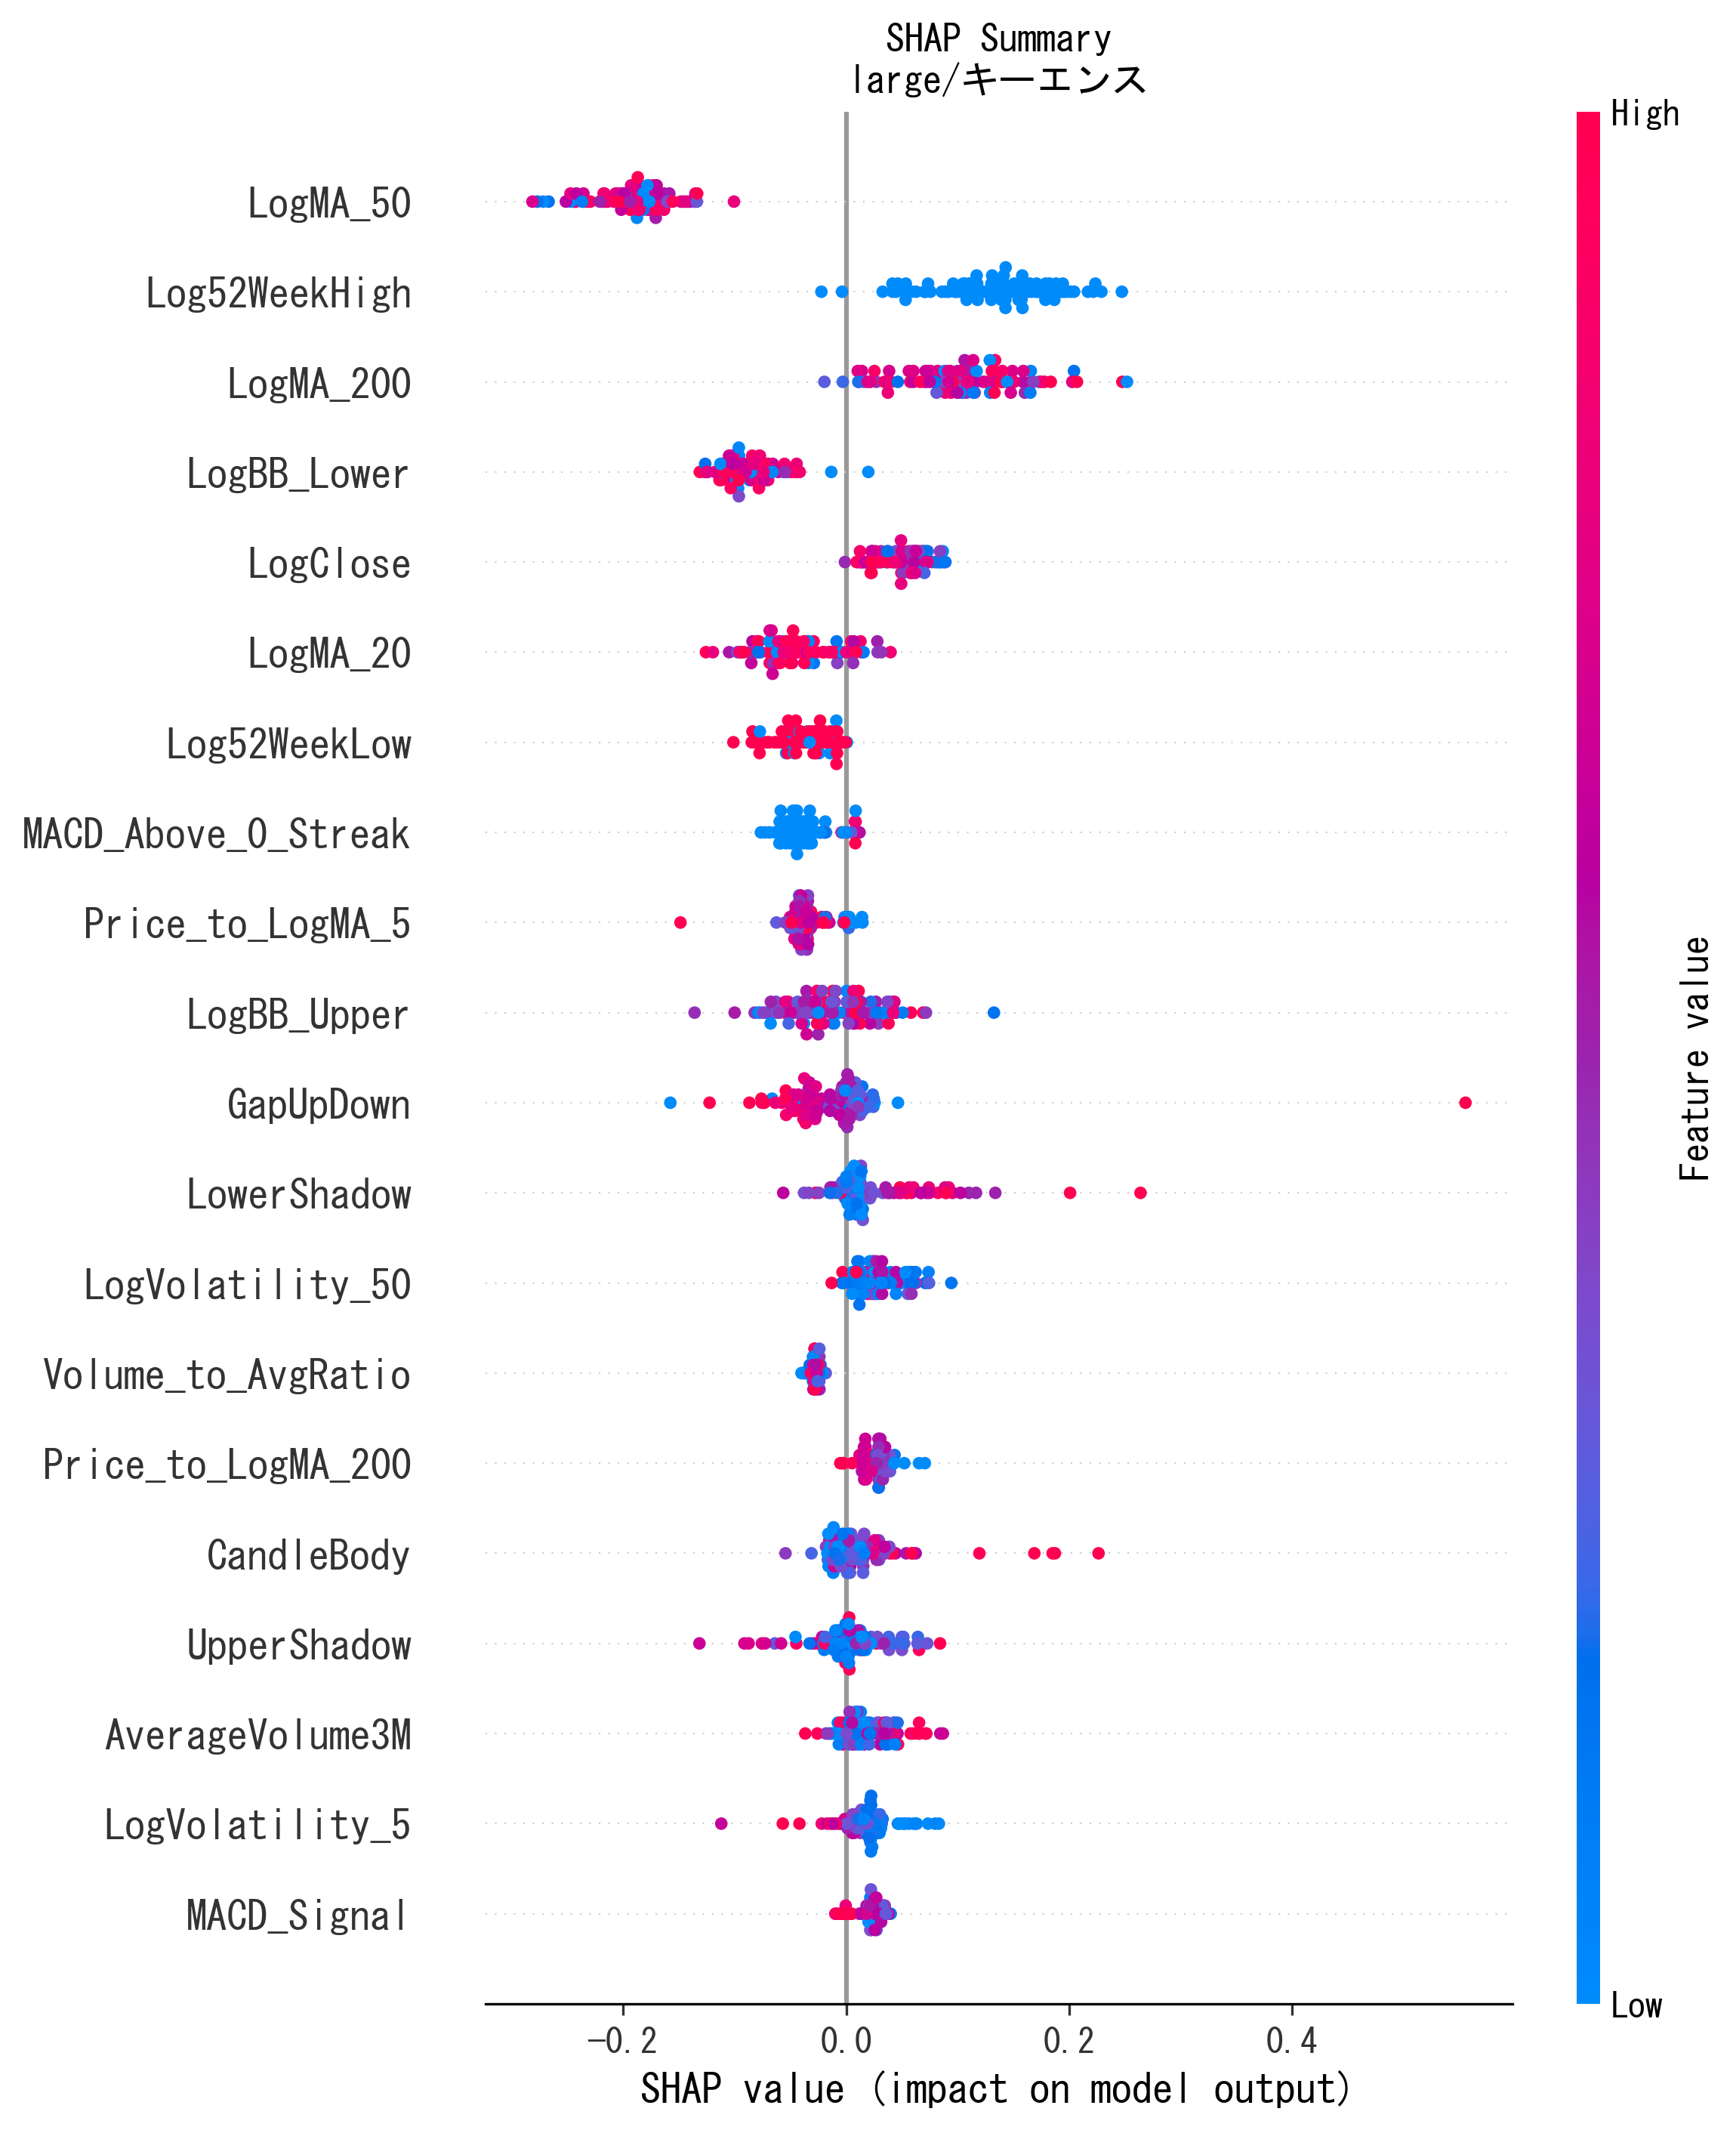 SHAP Summary
large/キーエンス
High
LogMA_50
Log52WeekHigh
LogMA_200
LogBB_Lower
LogClose
LogMA_20
Log52WeekLow
MACD_Above_0_Streak
Price_to_LogMA_5
LogBB_Upper
GapUpDown
LowerShadow
LogVolatility_50
Volume_to_AvgRatio
Price_to_LogMA_200
CandleBody
UpperShadow
AverageVolume3M
LogVolatility_5
MACD_Signal
Feature value
Low
−0.2
0.0
0.2
0.4
SHAP value (impact on model output)